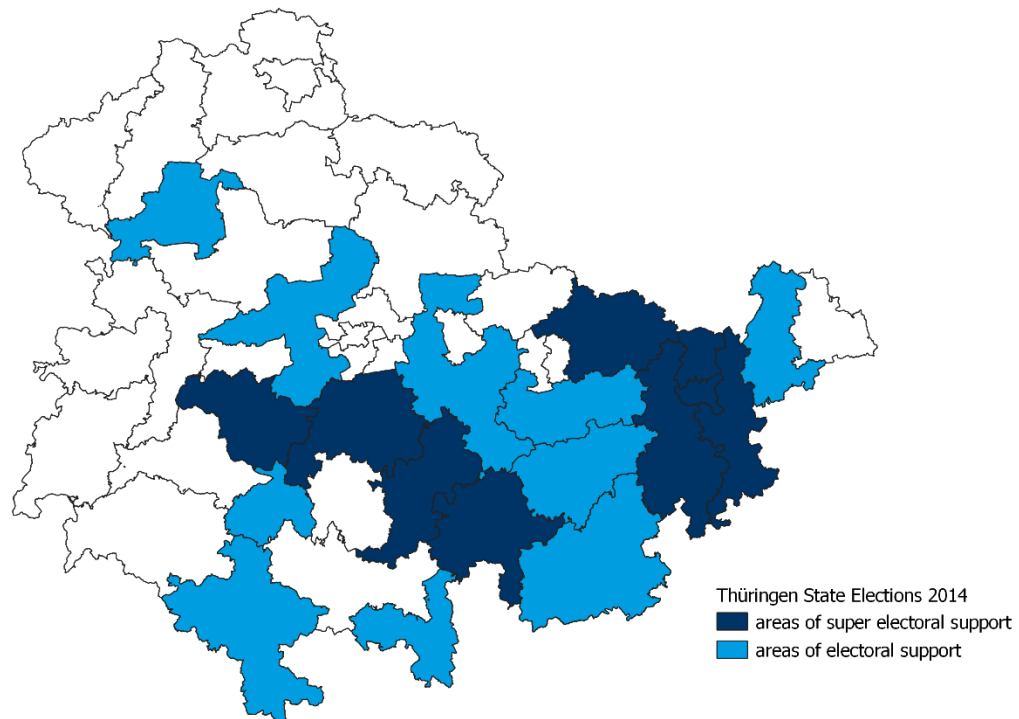 Thüringen State Elections 2014
areas of super electoral support
areas of electoral support